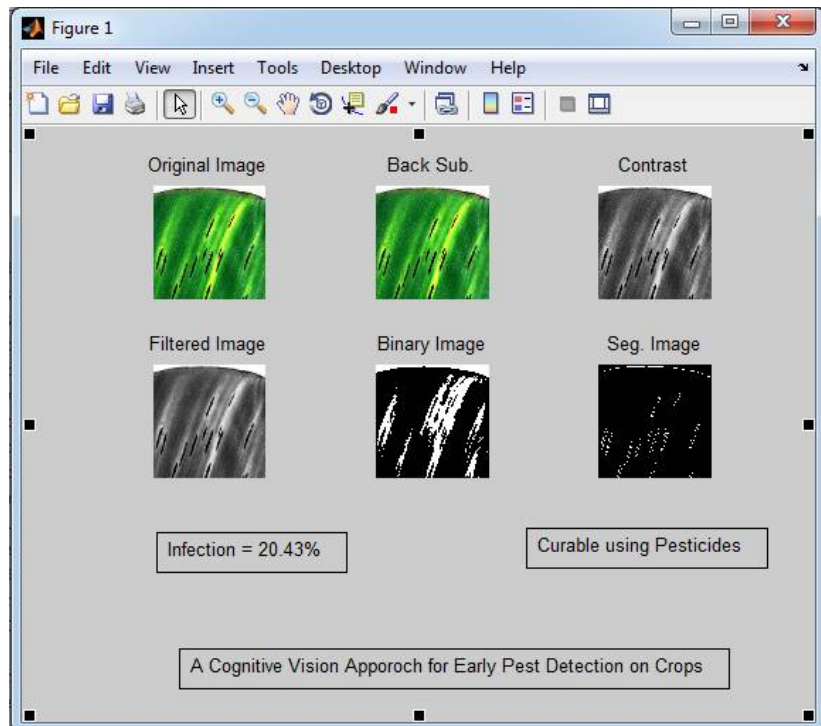 Figure 1
File Edit View Insert Tools Desktop Window Help
Original Image Back Sub. Contrast
Filtered Image Binary Image Seg. Image
Infection = 20.43% Curable using Pesticides
A Cognitive Vision Apporoch for Early Pest Detection on Crops